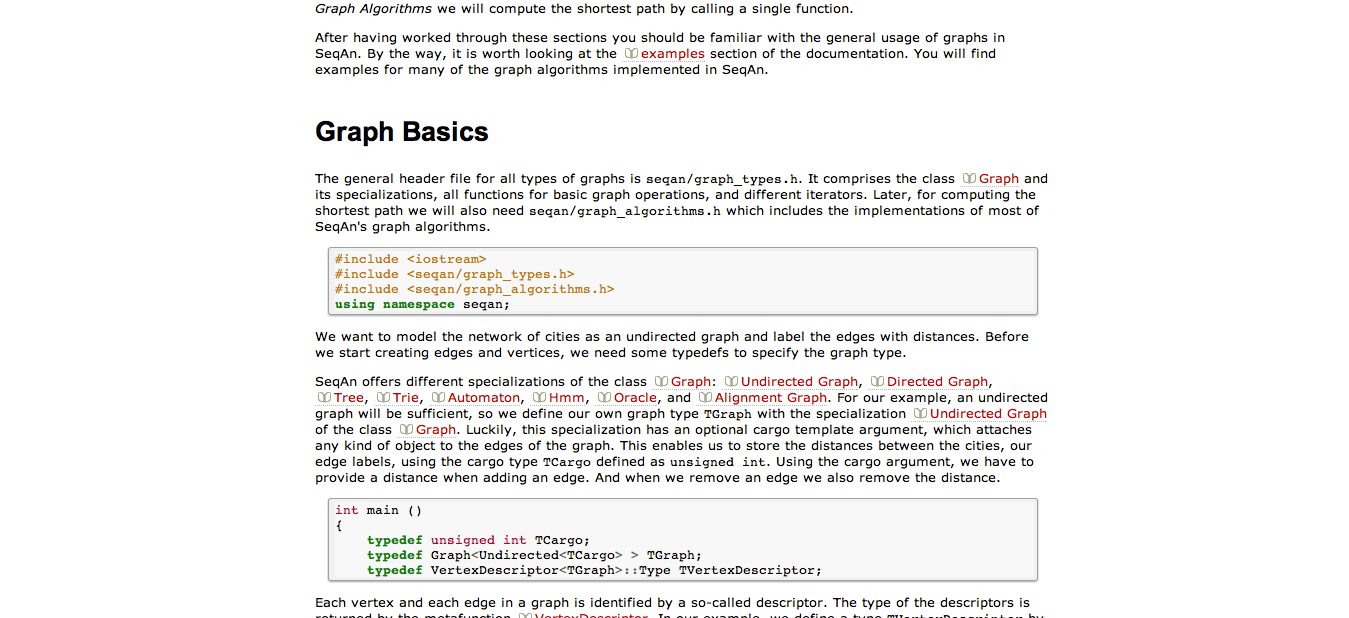 Graph Algorithms we will compute the shortest path by calling a single function.
After having worked through these sections you should be familiar with the general usage of graphs in
SeqAn. By the way, it is worth looking at the examples section of the documentation. You will find
examples for many of the graph algorithms implemented in SeqAn.
Graph Basics
The general header file for all types of graphs is seqan/graph_types.h. It comprises the class Graph and
its specializations, all functions for basic graph operations, and different iterators. Later, for computing the
shortest path we will also need seqan/graph_algorithms.h which includes the implementations of most of
SeqAn's graph algorithms.
#include <iostream>
#include <seqan/graph_types.h>
#include <seqan/graph_algorithms.h>
using namespace seqan;
We want to model the network of cities as an undirected graph and label the edges with distances. Before
we start creating edges and vertices, we need some typedefs to specify the graph type.
SeqAn offers different specializations of the class Graph: Undirected Graph, Directed Graph,
Tree, Trie, Automaton, Hmm, Oracle, and Alignment Graph. For our example, an undirected
graph will be sufficient, so we define our own graph type TGraph with the specialization Undirected Graph
of the class Graph. Luckily, this specialization has an optional cargo template argument, which attaches
any kind of object to the edges of the graph. This enables us to store the distances between the cities, our
edge labels, using the cargo type TCargo defined as unsigned int. Using the cargo argument, we have to
provide a distance when adding an edge. And when we remove an edge we also remove the distance.
int main ()
{
    typedef unsigned int TCargo;
    typedef Graph<Undirected<TCargo> > TGraph;
    typedef VertexDescriptor<TGraph>::Type TVertexDescriptor;
Each vertex and each edge in a graph is identified by a so-called descriptor. The type of the descriptors is
returned by the metafunction VertexDescriptor. In our example, we define a type TVertexDescriptor by